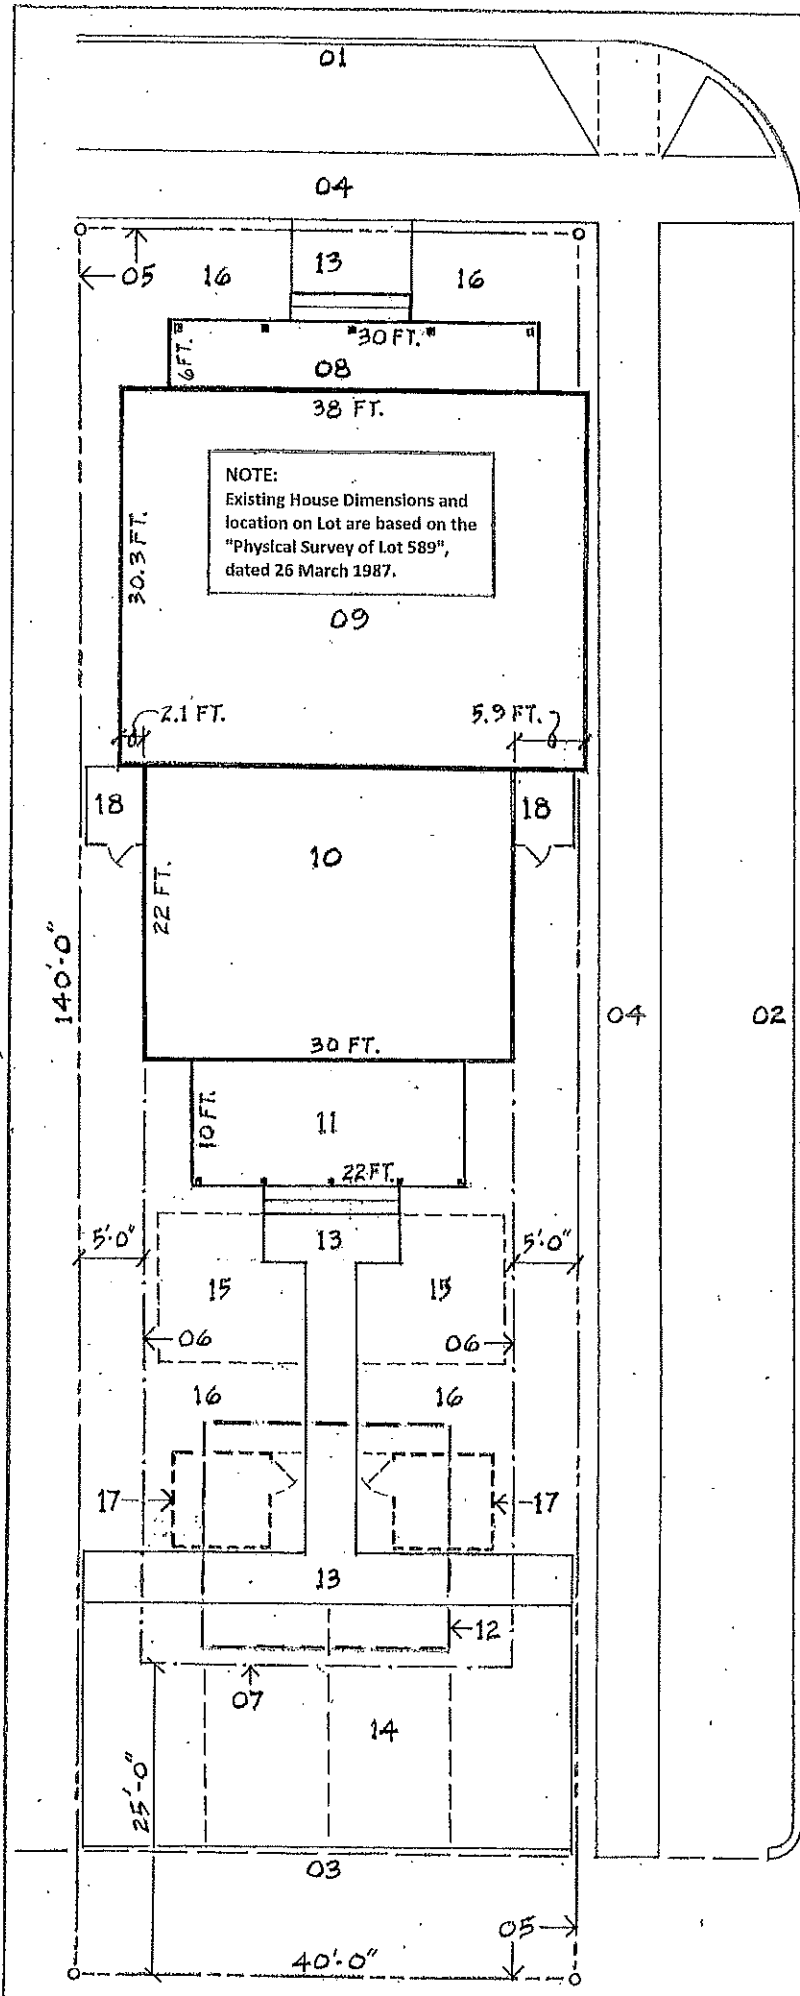 01
04
05
16
13
16
30 FT.
6 FT.
08
38 FT.
NOTE:
Existing House Dimensions and
location on Lot are based on the
"Physical Survey of Lot 589",
dated 26 March 1987.
30.3 FT.
09
2.1 FT.
5.9 FT.
18
18
10
22 FT.
140'-0"
04
02
30 FT.
10 FT.
11
22 FT.
13
5'-0"
5'-0"
15
15
06
06
16
16
17
17
13
12
07
14
25'-0"
03
05
40'-0"